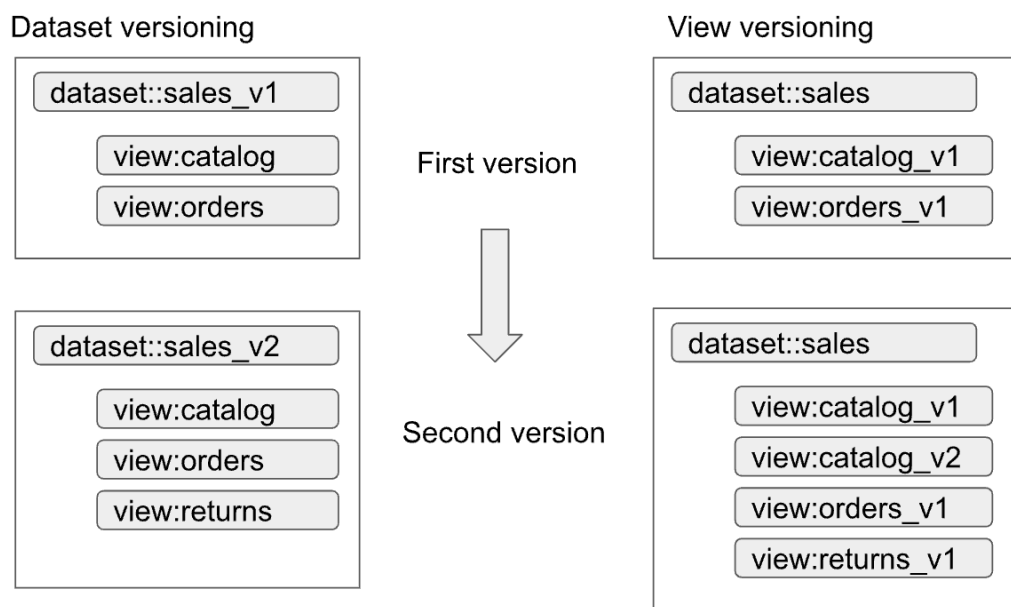 Dataset versioning
dataset::sales_v1
view:catalog
view:orders
dataset::sales_v2
view:catalog
view:orders
view:returns
First version
Second version
View versioning
dataset::sales
view:catalog_v1
view:orders_v1
dataset::sales
view:catalog_v1
view:catalog_v2
view:orders_v1
view:returns_v1